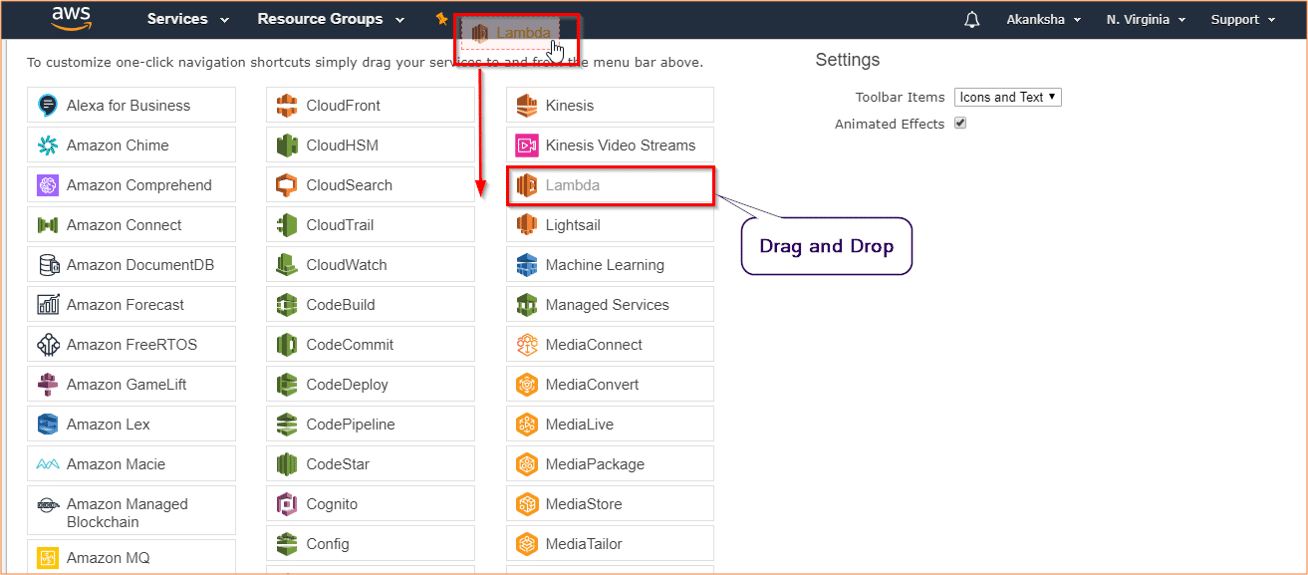 aws
Services
Resource Groups
Lambda
Akanksha
N. Virginia
Support
To customize one-click navigation shortcuts simply drag your services to and from the menu bar above.
Alexa for Business
Amazon Chime
Amazon Comprehend
Amazon Connect
Amazon DocumentDB
Amazon Forecast
Amazon FreeRTOS
Amazon GameLift
Amazon Lex
Amazon Macie
Amazon Managed
Blockchain
Amazon MQ
CloudFront
CloudHSM
CloudSearch
CloudTrail
CloudWatch
CodeBuild
CodeCommit
CodeDeploy
CodePipeline
CodeStar
Cognito
Config
Kinesis
Kinesis Video Streams
Lambda
Lightsail
Machine Learning
Managed Services
MediaConnect
MediaConvert
MediaLive
MediaPackage
MediaStore
MediaTailor
Settings
Toolbar Items Icons and Text
Animated Effects
Drag and Drop